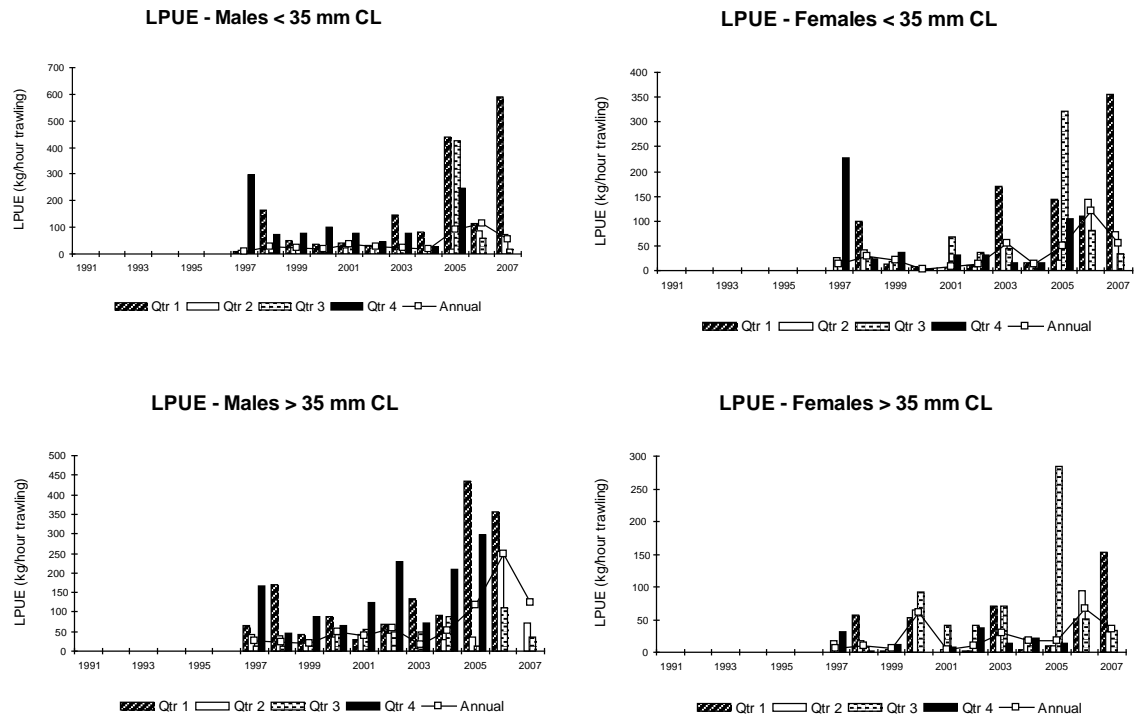 LPUE - Males < 35 mm CL
LPUE (kg/hour trawling)
700
600
500
400
300
200
100
0
1991 1993 1995 1997 1999 2001 2003 2005 2007
Qtr 1 Qtr 2 Qtr 3 Qtr 4 Annual
LPUE - Females < 35 mm CL
LPUE (kg/hour trawling)
400
350
300
250
200
150
100
50
0
1991 1993 1995 1997 1999 2001 2003 2005 2007
Qtr 1 Qtr 2 Qtr 3 Qtr 4 Annual
LPUE - Males > 35 mm CL
LPUE (kg/hour trawling)
500
450
400
350
300
250
200
150
100
50
0
1991 1993 1995 1997 1999 2001 2003 2005 2007
Qtr 1 Qtr 2 Qtr 3 Qtr 4 Annual
LPUE - Females > 35 mm CL
LPUE (kg/hour trawling)
300
250
200
150
100
50
0
1991 1993 1995 1997 1999 2001 2003 2005 2007
Qtr 1 Qtr 2 Qtr 3 Qtr 4 Annual